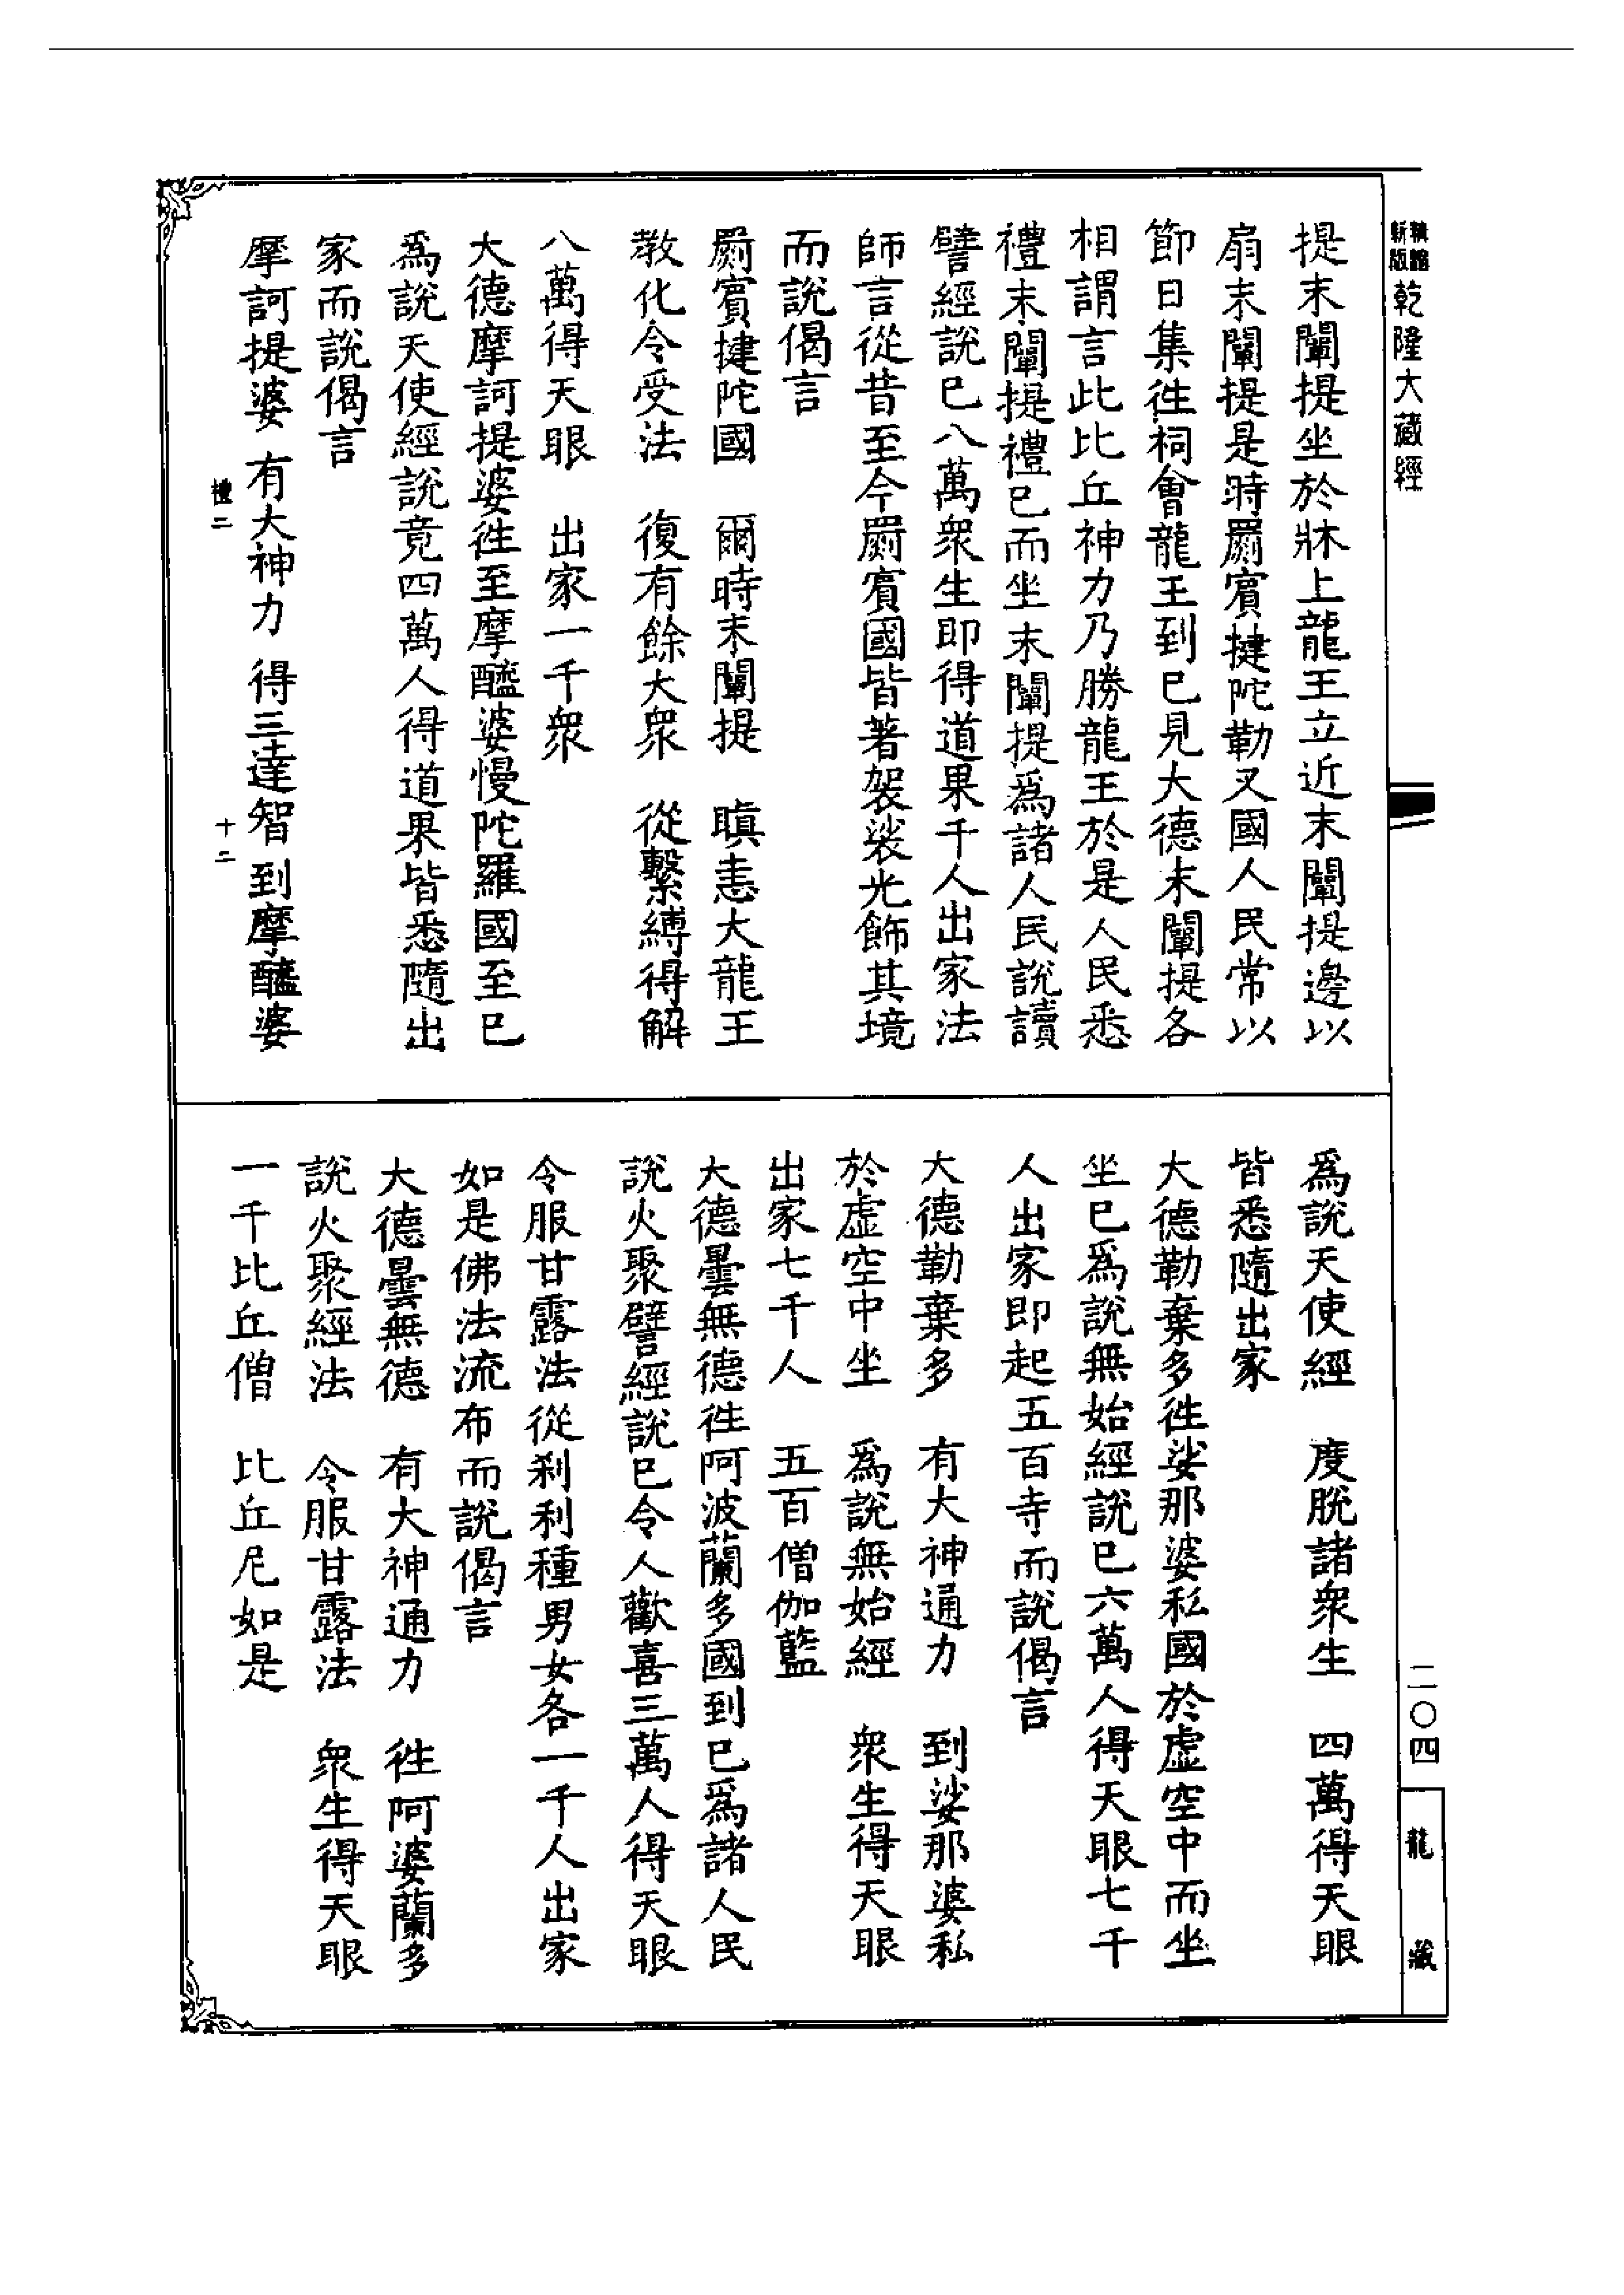 新版
乾隆大藏經
提末闡提坐於牀上龍王立近末闡提邊以
扇末闡提是時罽賓揵陀勒叉國人民常以
節日集徃祠會龍王到巳見大德末闡提各
相謂言此比丘神力乃勝龍王於是人民悉
禮末闡提禮巳而坐末闡提爲諸人民說讀
譬經說巳八萬衆生即得道果千人出家法
師言從昔至今罽賓國皆著袈裟光飾其境
而說偈言
罽賓揵陀國　爾時末闡提　瞋恚大龍王
教化令受法　復有餘大衆　從繫縛得解
八萬得天眼　出家一千衆
大德摩訶提婆徃至摩醯婆慢陀羅國至巳
爲說天使經說竟四萬人得道果皆悉隨出
家而說偈言
摩訶提婆　有大神力　得三達智　到摩醯婆
禮二　十二
爲說天使經　度脫諸衆生　四萬得天眼
皆悉隨出家
大德勒棄多徃娑那婆私國於虛空中而坐
坐巳爲說無始經說巳六萬人得天眼七千
人出家即起五百寺而說偈言
大德勒棄多　有大神通力　到娑那婆私
於虛空中坐　爲說無始經　衆生得天眼
出家七千人　五百僧伽藍
大德曇無德徃阿波蘭多國到巳爲諸人民
說火聚譬經說巳令人歡喜三萬人得天眼
令服甘露法從刹利種男女各一千人出家
如是佛法流布而說偈言
大德曇無德　有大神通力　徃阿婆蘭多
說火聚經法　令服甘露法　衆生得天眼
一千比丘僧　比丘尼如是
二〇四
龍藏